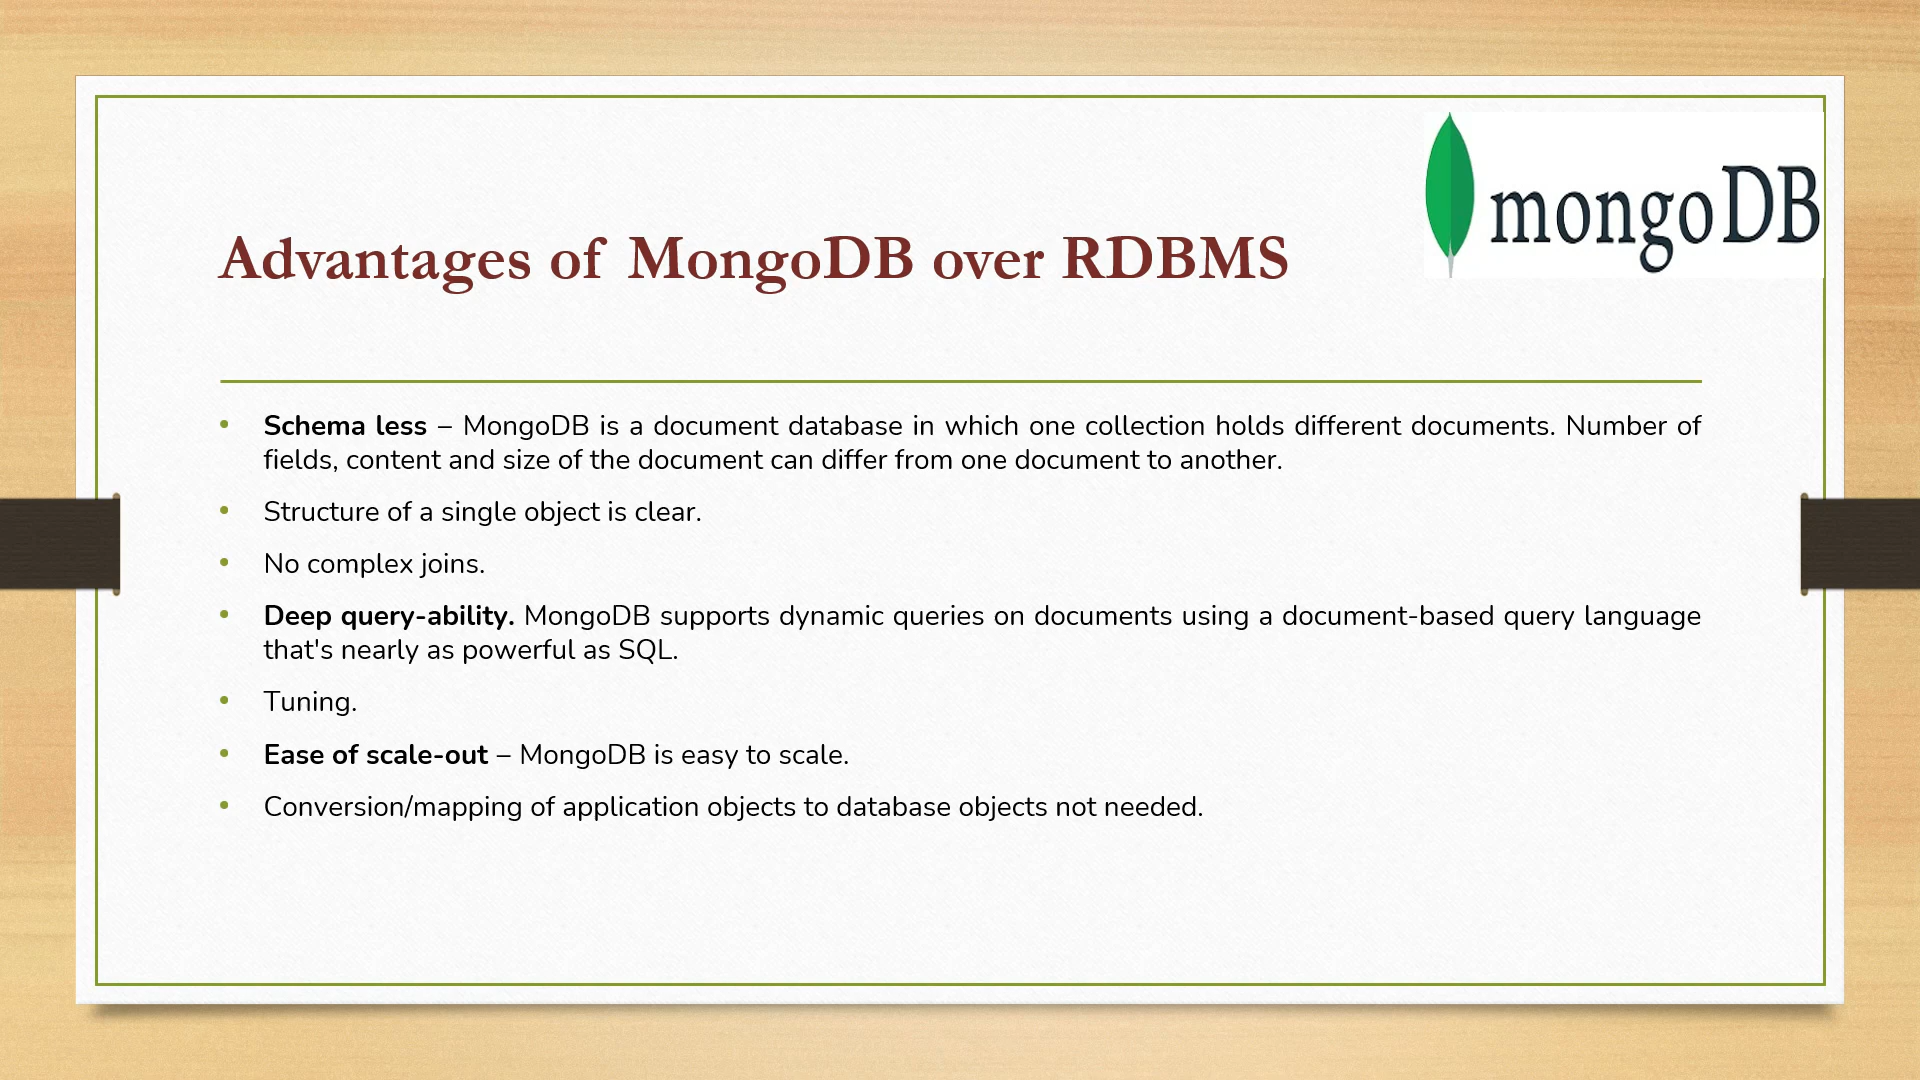 mongoDB
Advantages of MongoDB over RDBMS
• Schema less – MongoDB is a document database in which one collection holds different documents. Number of
fields, content and size of the document can differ from one document to another.
• Structure of a single object is clear.
• No complex joins.
• Deep query-ability. MongoDB supports dynamic queries on documents using a document-based query language
that's nearly as powerful as SQL.
• Tuning.
• Ease of scale-out – MongoDB is easy to scale.
• Conversion/mapping of application objects to database objects not needed.